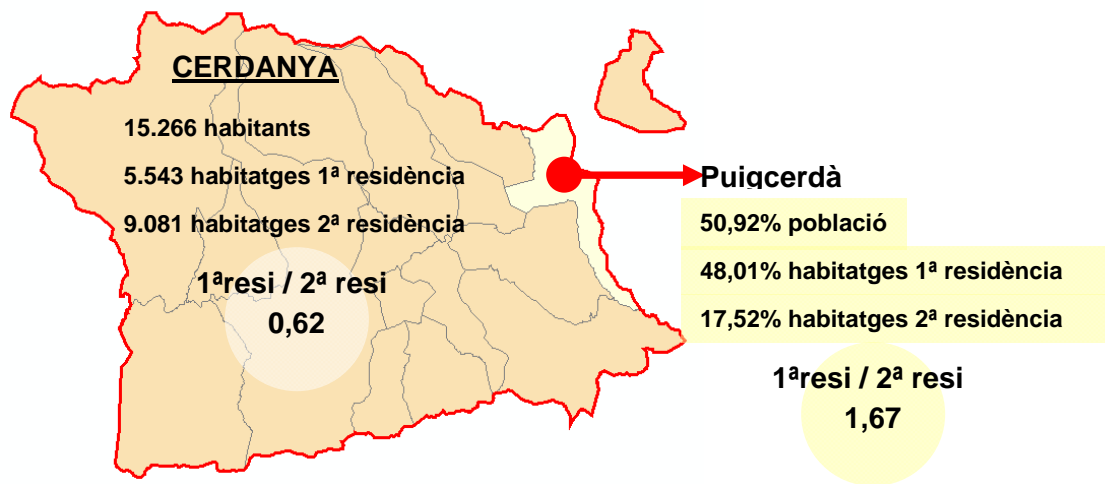 CERDANYA
15.266 habitants
5.543 habitatges 1ª residència
9.081 habitatges 2ª residència
1ªresi / 2ª resi
0,62
Puigcerdà
50,92% població
48,01% habitatges 1ª residència
17,52% habitatges 2ª residència
1ªresi / 2ª resi
1,67